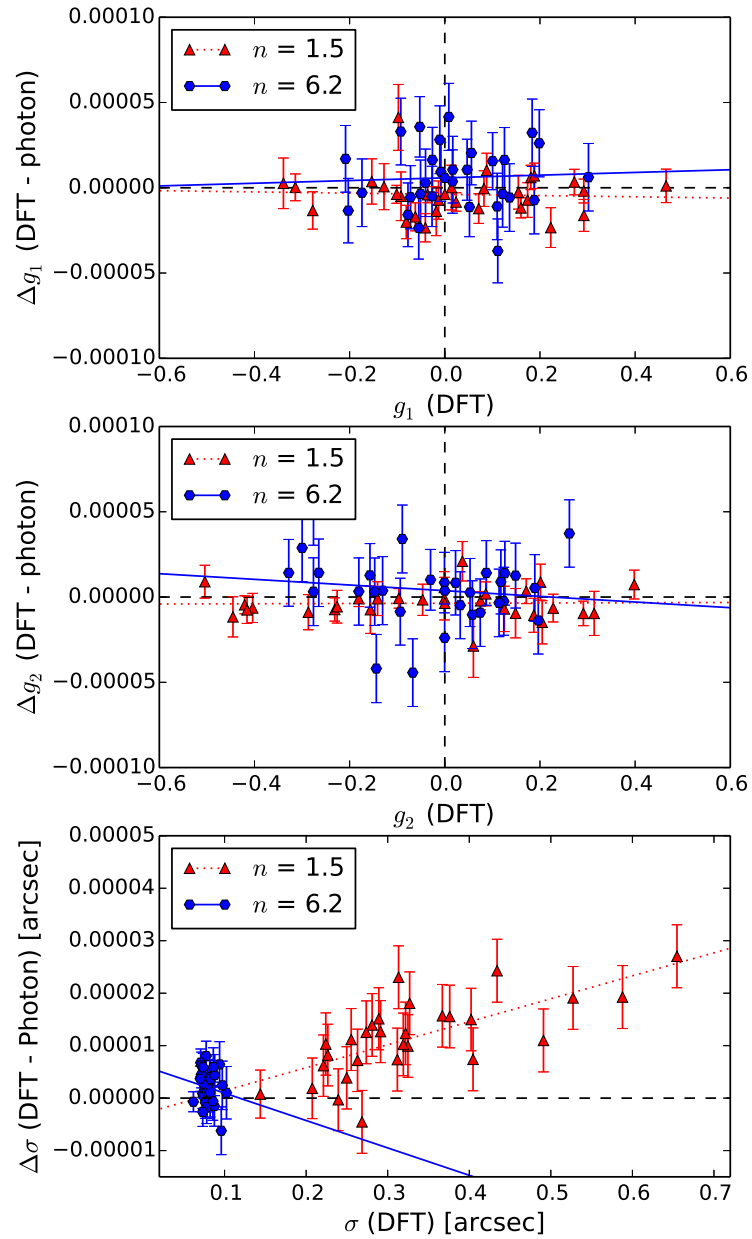 0.00010
0.00005
0.00000
−0.00005
−0.00010
Δg₁ (DFT - photon)
n = 1.5
n = 6.2
−0.6 −0.4 −0.2 0.0 0.2 0.4 0.6
g₁ (DFT)
0.00010
0.00005
0.00000
−0.00005
−0.00010
Δg₂ (DFT - photon)
n = 1.5
n = 6.2
−0.6 −0.4 −0.2 0.0 0.2 0.4 0.6
g₂ (DFT)
0.00005
0.00004
0.00003
0.00002
0.00001
0.00000
−0.00001
Δσ (DFT - Photon) [arcsec]
n = 1.5
n = 6.2
0.1 0.2 0.3 0.4 0.5 0.6 0.7
σ (DFT) [arcsec]